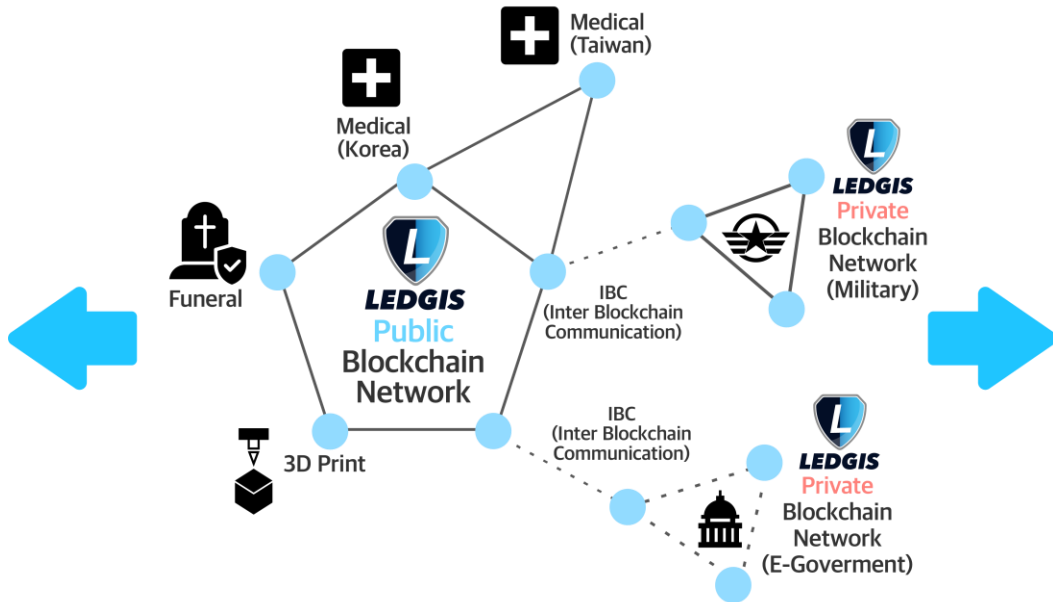 Medical
(Taiwan)
Medical
(Korea)
Funeral
3D Print
L
LEDGIS
Public
Blockchain
Network
IBC
(Inter Blockchain
Communication)
L
LEDGIS
Private
Blockchain
Network
(Military)
IBC
(Inter Blockchain
Communication)
L
LEDGIS
Private
Blockchain
Network
(E-Goverment)